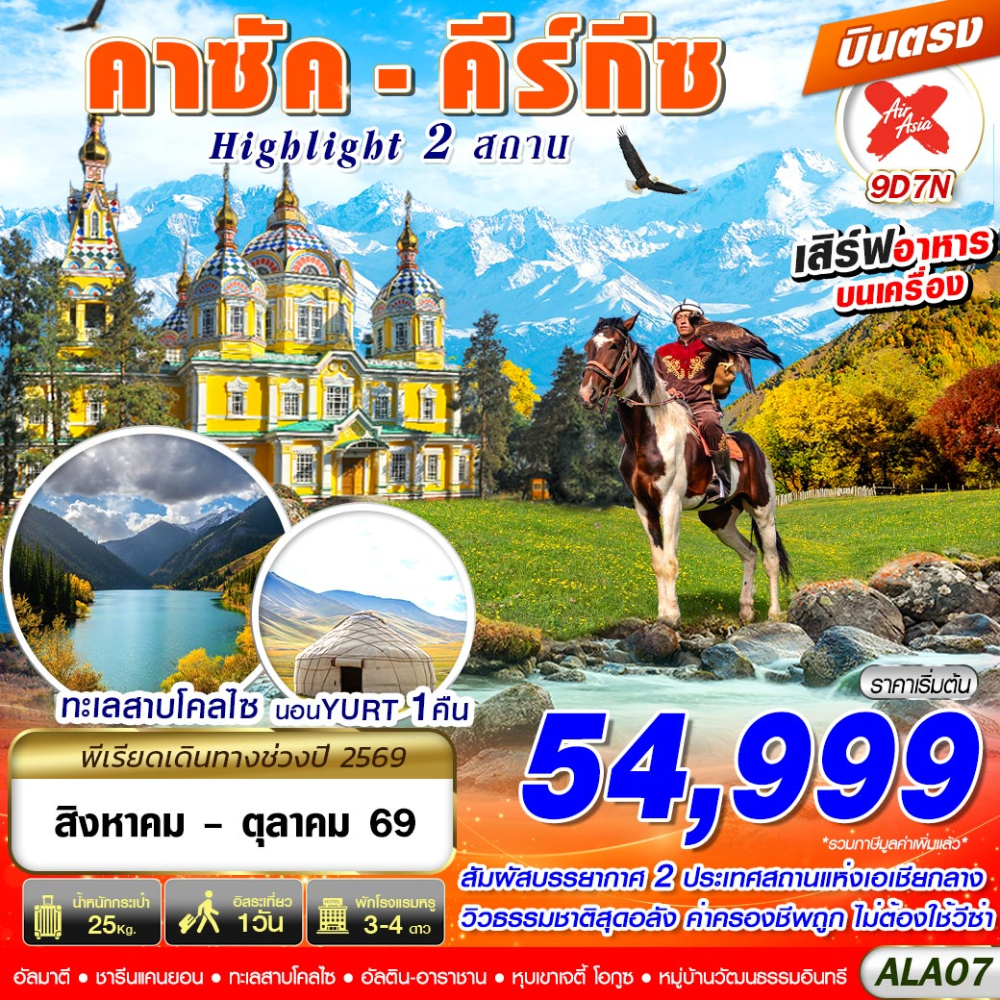 คาซัค - คีร์กีซ
Highlight 2 สถาน
บินตรง
Air
Asia
9D7N
เสิร์ฟอาหาร
บนเครื่อง
ทะเลสาบโคลไซ
นอนYURT 1คืน
ราคาเริ่มต้น
54,999
*รวมภาษีมูลค่าเพิ่มแล้ว*
พีเรียดเดินทางช่วงปี 2569
สิงหาคม - ตุลาคม 69
สัมผัสบรรยากาศ 2 ประเทศสถานแห่งเอเชียกลาง
วิวธรรมชาติสุดอลัง ค่าครองชีพถูก ไม่ต้องใช้วีซ่า
น้ำหนักกระเป๋า
25Kg.
อิสระเที่ยว
1วัน
HOTEL
พักโรงแรมหรู
3-4 ดาว
อัลมาตี • ชารีนแคนยอน • ทะเลสาบโคลไซ • อัลติน-อาราชาน • หุบเขาเจตี้ โอกูซ • หมู่บ้านวัฒนธรรมอินทรี
ALA07